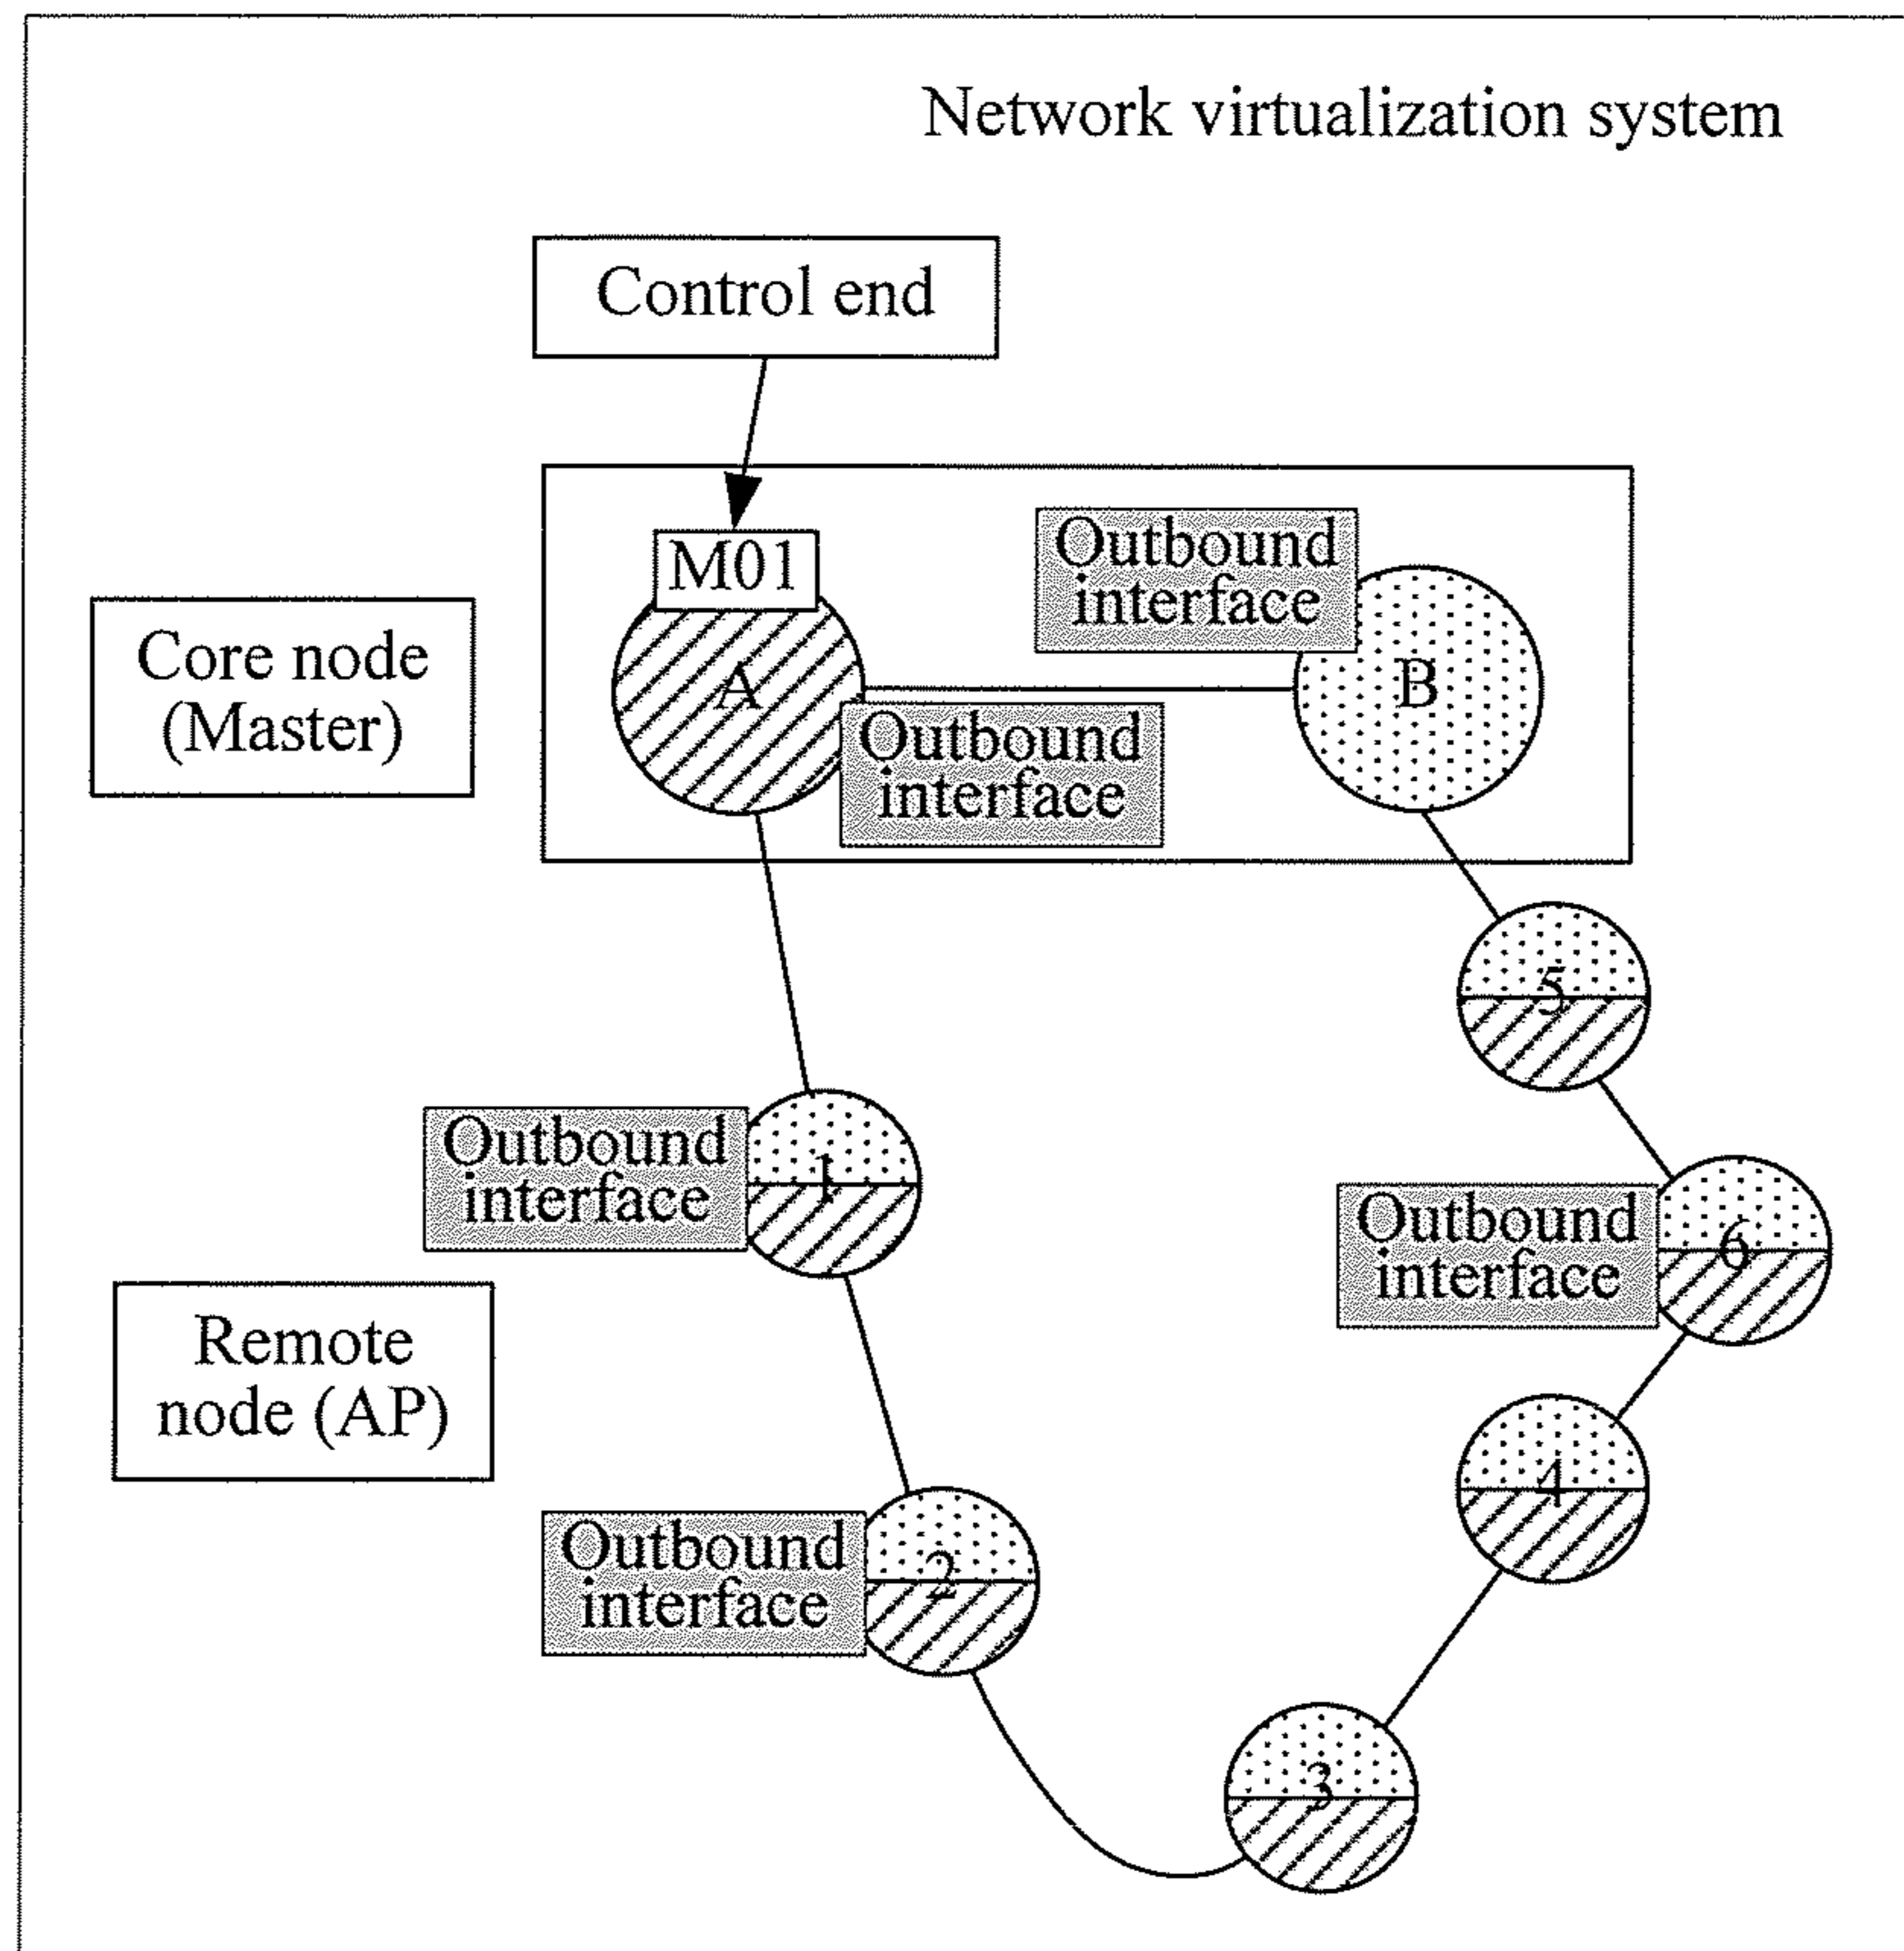 Network virtualization system
Control end
M01
Outbound
interface
Core node
(Master)
A
B
Outbound
interface
5
Outbound
interface
1
Outbound
interface
6
Remote
node (AP)
4
Outbound
interface
2
3